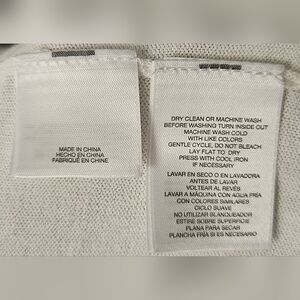 MADE IN CHINA
HECHO EN CHINA
FABRIQUÉ EN CHINE
DRY CLEAN OR MACHINE WASH
BEFORE WASHING TURN INSIDE OUT
MACHINE WASH COLD
WITH LIKE COLORS
GENTLE CYCLE, DO NOT BLEACH
LAY FLAT TO DRY
PRESS WITH COOL IRON
IF NECESSARY
LAVAR EN SECO O EN LAVADORA
ANTES DE LAVAR
VOLTEAR AL REVÉS
LAVAR A MÁQUINA CON AGUA FRÍA
CON COLORES SIMILARES
CICLO SUAVE
NO UTILIZAR BLANQUEADOR
ESTIRE SOBRE SUPERFICIE
PLANA PARA SECAR
PLANCHA FRÍA SI ES NECESARIO